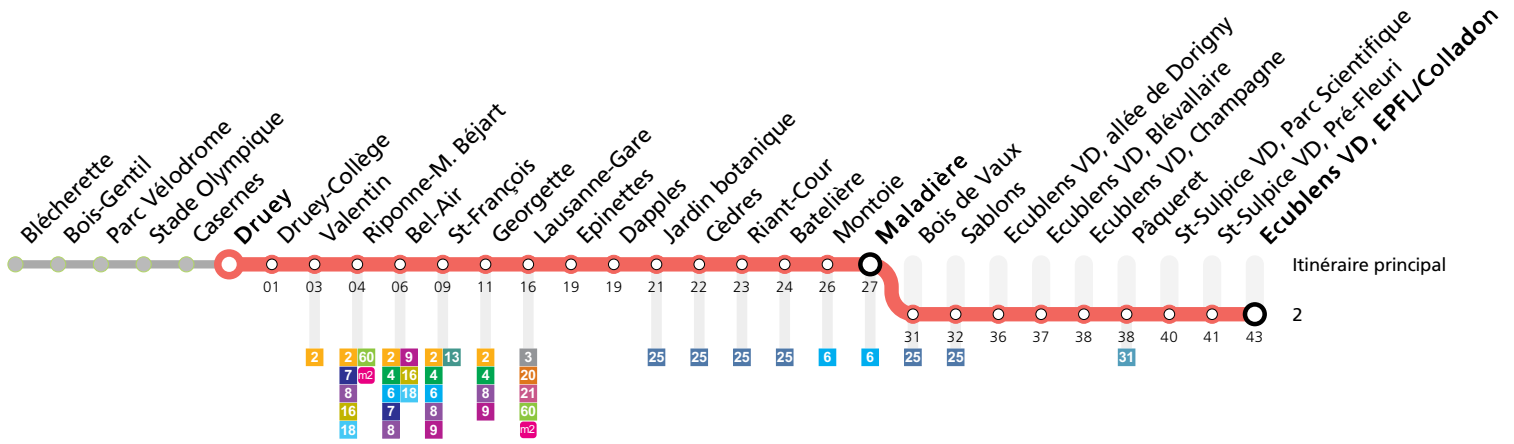 Blécherette
Bois-Gentil
Parc Vélodrome
Stade Olympique
Casernes
Druey
Druey-Collège
Valentin
Riponne-M. Béjart
Bel-Air
St-François
Georgette
Lausanne-Gare
Epinettes
Dapples
Jardin botanique
Cèdres
Riant-Cour
Batelière
Montoie
Maladière
Bois de Vaux
Sablons
Ecublens VD, allée de Dorigny
Ecublens VD, Blévallaire
Ecublens VD, Champagne
Pâqueret
St-Sulpice VD, Parc Scientifique
St-Sulpice VD, Pré-Fleuri
Ecublens VD, EPFL/Colladon
Itinéraire principal
01 03 04 06 09 11 16 19 19 21 22 23 24 26 27
2
31 32 36 37 38 38 40 41 43
2 2 60 2 9 2 13 2 3 25 25 25 25 6 6 25 25 31
7 m2 4 16 4 4 20
8 6 18 6 8 21
16 7 8 9 60
18 8 9 m2